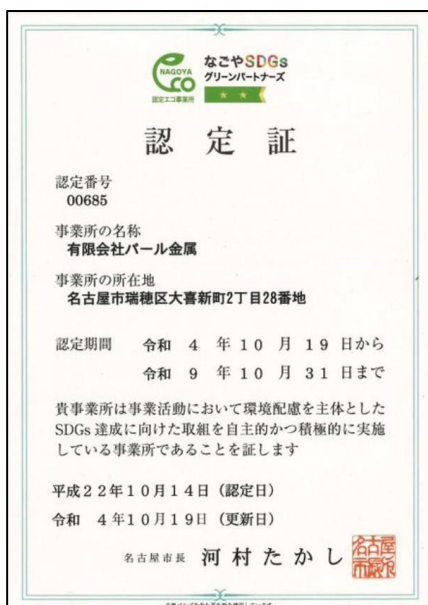 NAGOYA
eco
認定エコ事業所
なごやSDGs
グリーンパートナーズ
認定証
認定番号
00685
事業所の名称
有限会社パール金属
事業所の所在地
名古屋市瑞穂区大喜新町2丁目28番地
認定期間 令和 4 年 10 月 19 日から
令和 9 年 10 月 31 日まで
貴事業所は事業活動において環境配慮を主体とした
SDGs 達成に向けた取組を自主的かつ積極的に実施
している事業所であることを証します
平成22年10月14日（認定日）
令和 4年10月19日（更新日）
名古屋市長 河村たかし